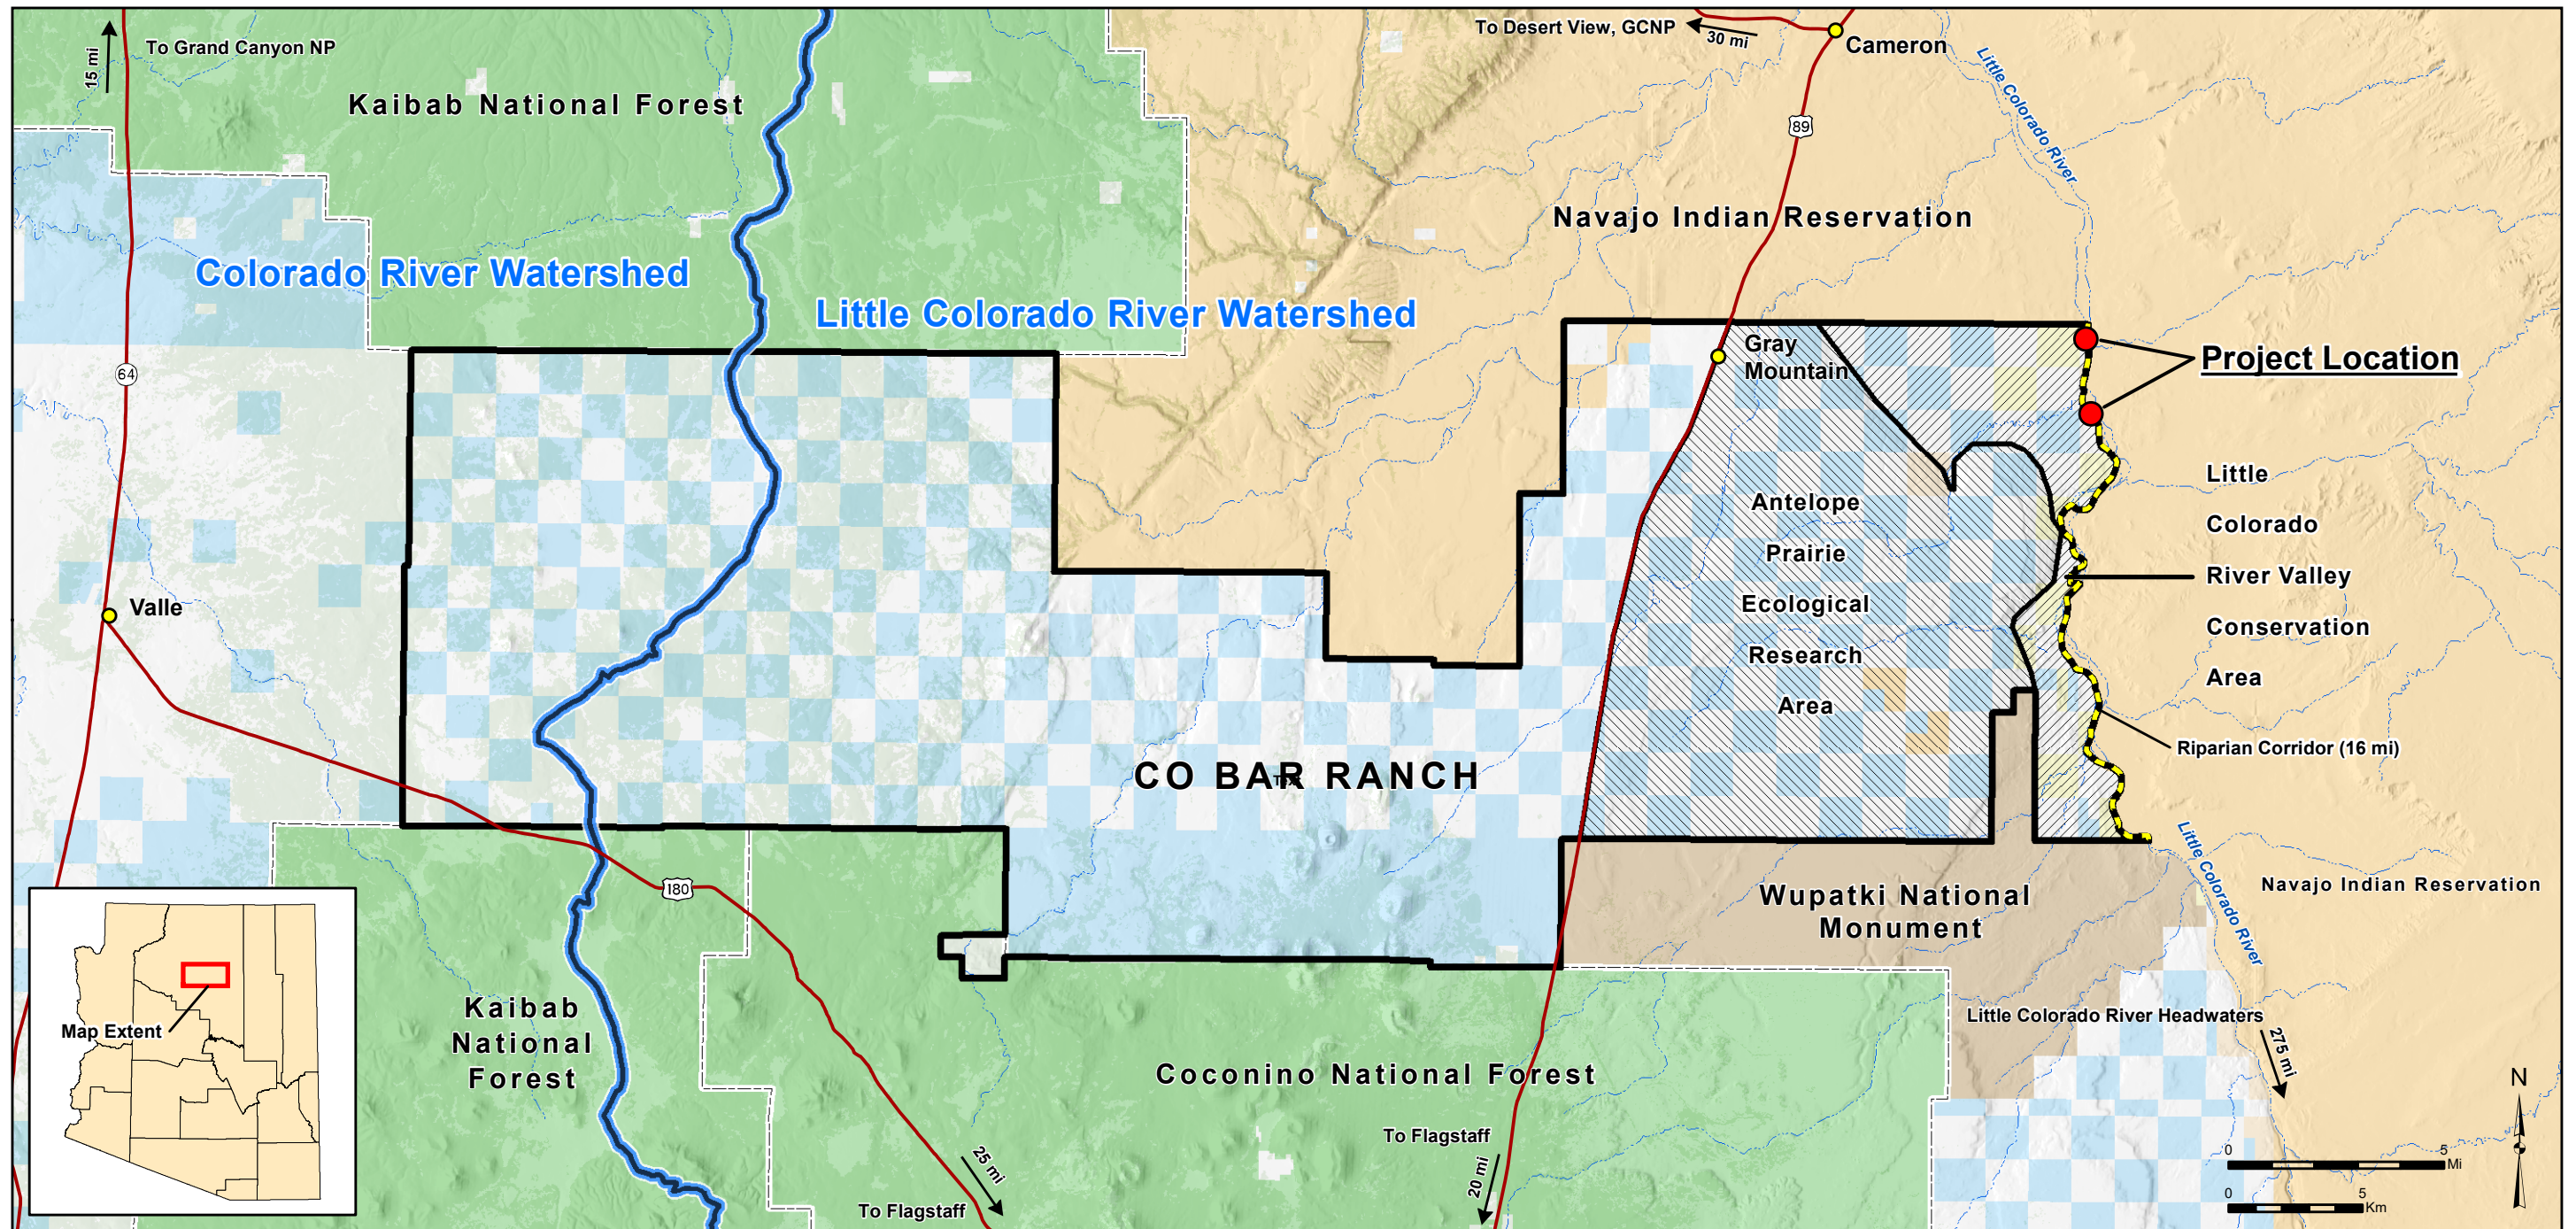 To Grand Canyon NP
15 mi
Kaibab National Forest
To Desert View, GCNP
30 mi
Cameron
Little Colorado River
89
Navajo Indian Reservation
Colorado River Watershed
Little Colorado River Watershed
64
Gray
Mountain
Project Location
Antelope
Prairie
Ecological
Research
Area
Little
Colorado
River Valley
Conservation
Area
Valle
Riparian Corridor (16 mi)
CO BAR RANCH
Little Colorado River
Navajo Indian Reservation
180
Wupatki National
Monument
Map Extent
Kaibab
National
Forest
Little Colorado River Headwaters
275 mi
Coconino National Forest
To Flagstaff
25 mi
To Flagstaff
20 mi
N
0 5
Mi
0 5
Km